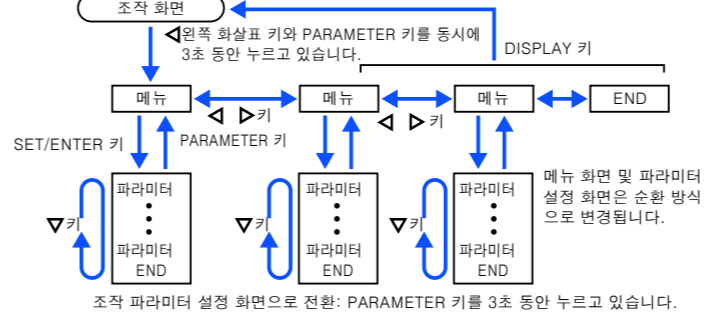 조작 화면
◁왼쪽 화살표 키와 PARAMETER 키를 동시에
3초 동안 누르고 있습니다.
DISPLAY 키
메뉴
◁ ▷키
메뉴
◁ ▷키
메뉴
END
SET/ENTER 키
PARAMETER 키
메뉴 화면 및 파라미터
설정 화면은 순환 방식
으로 변경됩니다.
▽키
파라미터
파라미터
END
▽키
파라미터
파라미터
END
▽키
파라미터
파라미터
END
조작 파라미터 설정 화면으로 전환: PARAMETER 키를 3초 동안 누르고 있습니다.